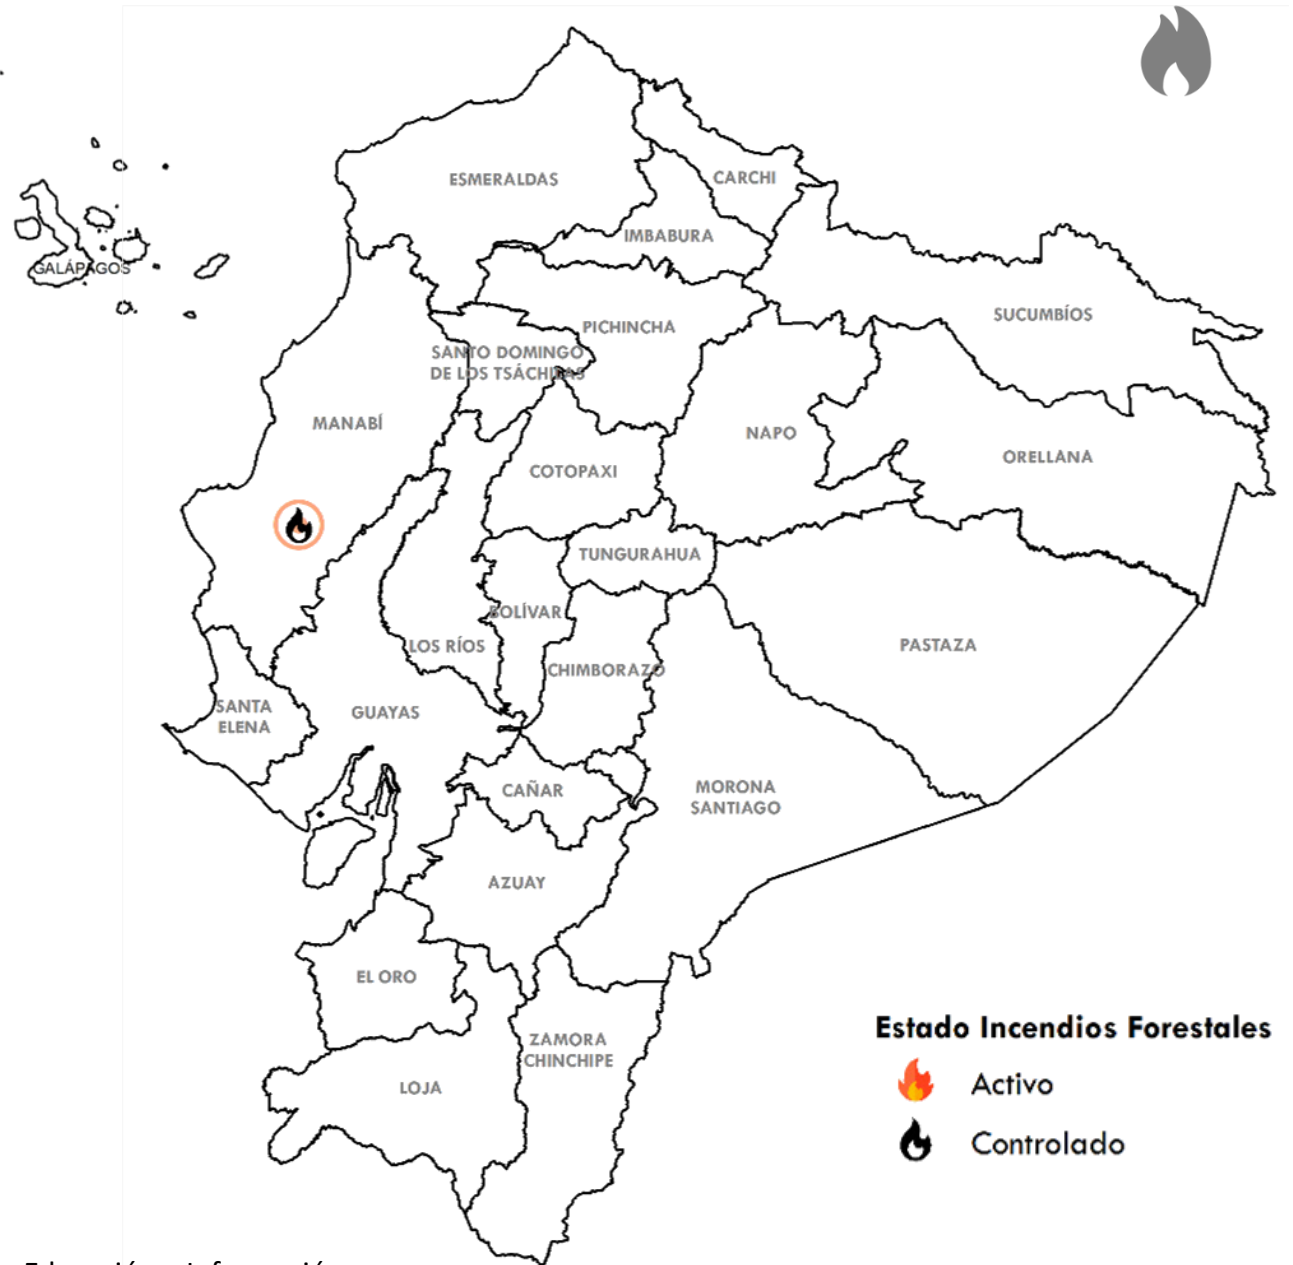 ESMERALDAS
CARCHI
IMBABURA
GALÁPAGOS
SUCUMBÍOS
PICHINCHA
SANTO DOMINGO
DE LOS TSÁCHILAS
MANABÍ
NAPO
ORELLANA
COTOPAXI
TUNGURAHUA
BOLÍVAR
LOS RÍOS
PASTAZA
CHIMBORAZO
SANTA
ELENA
GUAYAS
CAÑAR
MORONA
SANTIAGO
AZUAY
EL ORO
ZAMORA
CHINCHIPE
LOJA
Estado Incendios Forestales
Activo
Controlado